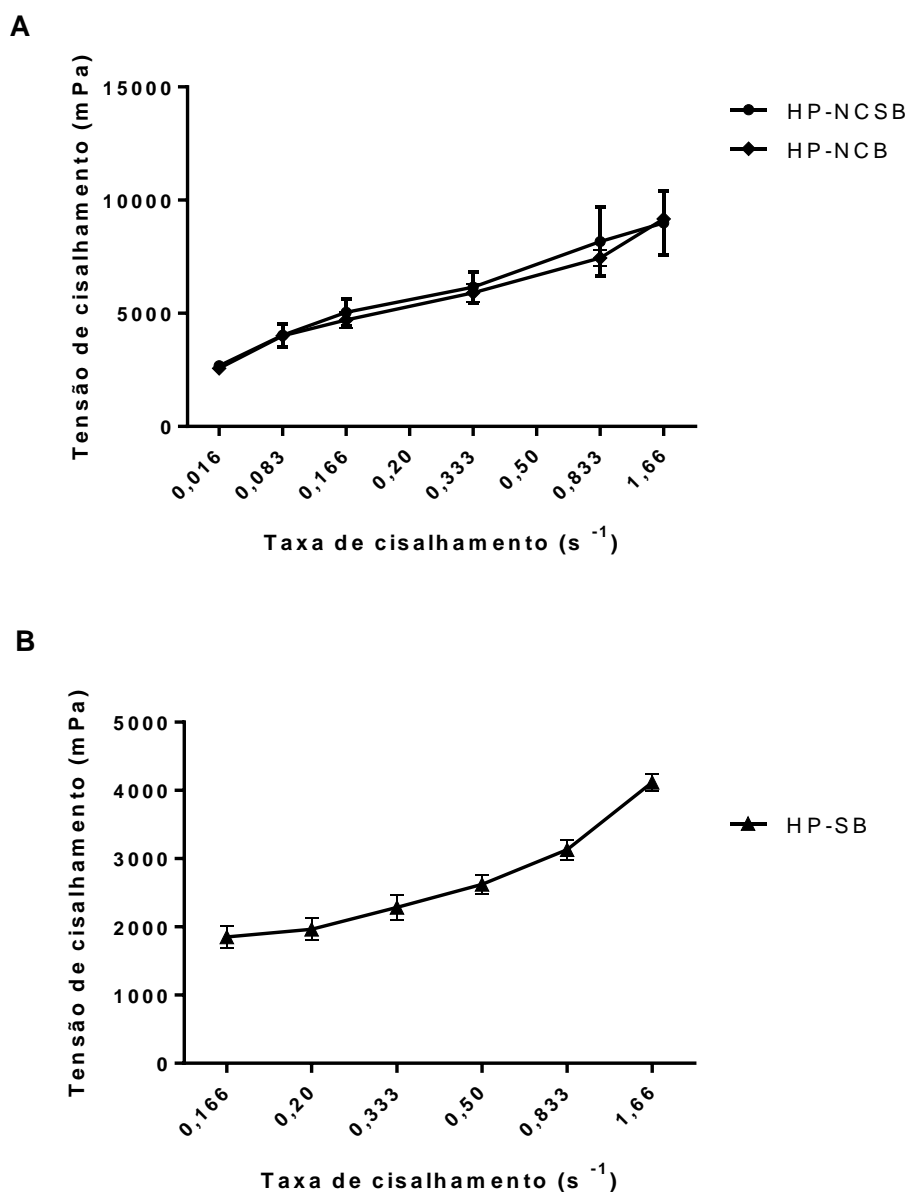 A
Tensão de cisalhamento (mPa)
15000
10000
5000
0
0,016
0,083
0,166
0,20
0,333
0,50
0,833
1,66
Taxa de cisalhamento (s -1)
HP-NCSB
HP-NCB
B
Tensão de cisalhamento (mPa)
5000
4000
3000
2000
1000
0
0,166
0,20
0,333
0,50
0,833
1,66
Taxa de cisalhamento (s -1)
HP-SB